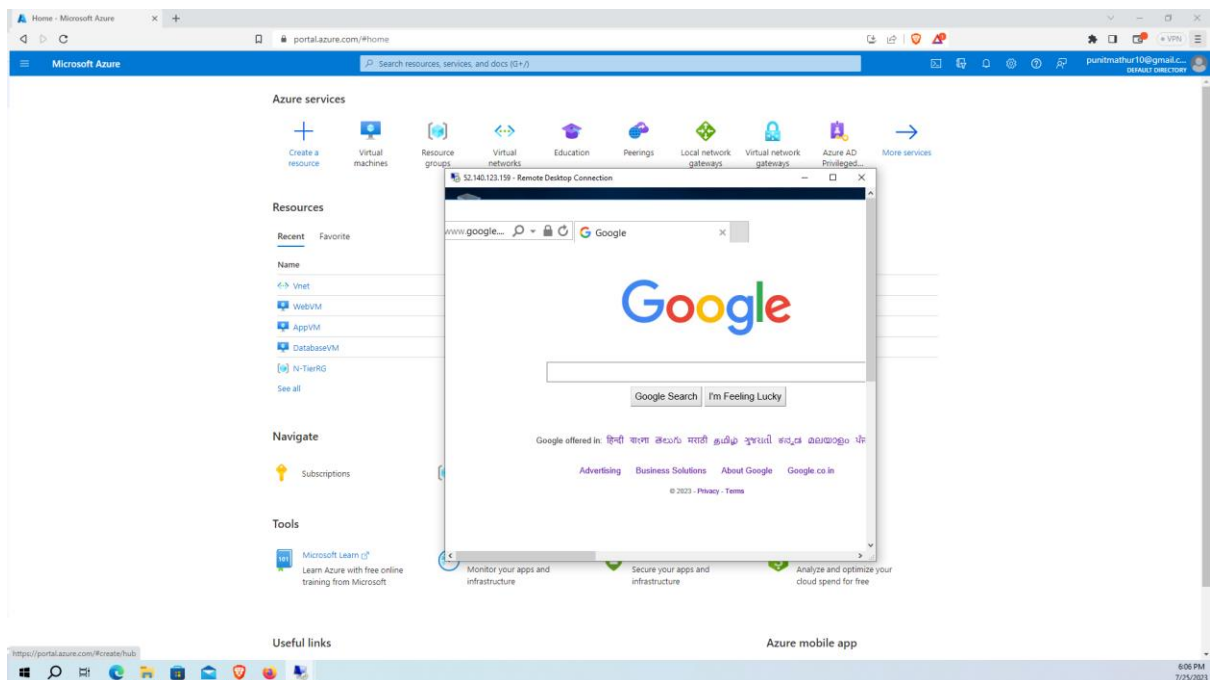 Home - Microsoft Azure
portal.azure.com/#home
VPN
Microsoft Azure
Search resources, services, and docs (G+/)
punitmathur10@gmail.c...
DEFAULT DIRECTORY
Azure services
Create a resource
Virtual machines
Resource groups
Virtual networks
Education
Peerings
Local network gateways
Virtual network gateways
Azure AD Privileged...
More services
52.140.123.159 - Remote Desktop Connection
Resources
Recent Favorite
www.google....
Google
Name
Vnet
WebVM
AppVM
DatabaseVM
N-TierRG
See all
Google
Google Search I'm Feeling Lucky
Google offered in: हिन्दी বাংলা తెలుగు मराठी தமிழ் ગુજરાતી ಕನ್ನಡ മലയാളം
Advertising Business Solutions About Google Google.co.in
© 2023 - Privacy - Terms
Navigate
Subscriptions
Tools
101
Microsoft Learn
Learn Azure with free online
training from Microsoft
Monitor your apps and
infrastructure
Secure your apps and
infrastructure
Analyze and optimize your
cloud spend for free
Useful links
Azure mobile app
https://portal.azure.com/#create/hub
6:06 PM
7/25/2023